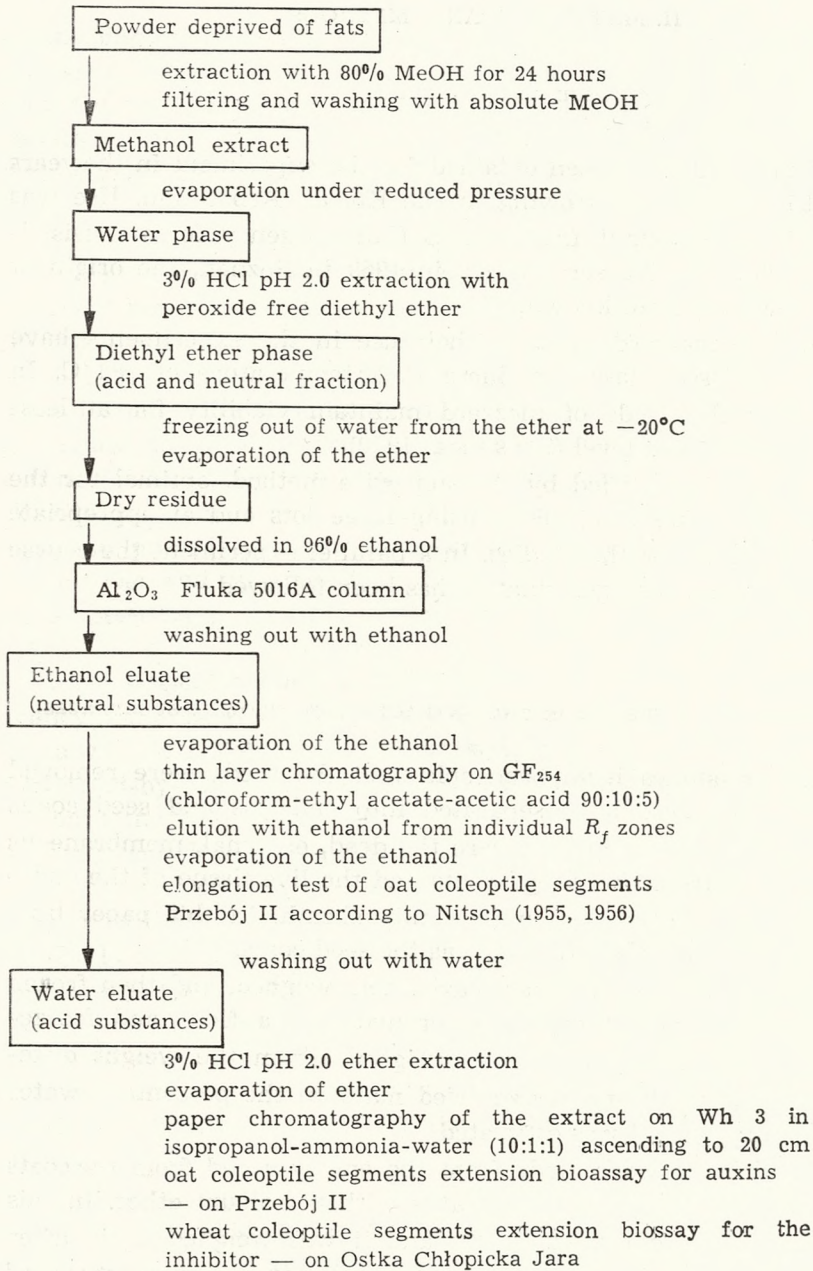 Powder deprived of fats
extraction with 80% MeOH for 24 hours
filtering and washing with absolute MeOH
Methanol extract
evaporation under reduced pressure
Water phase
3% HCl pH 2.0 extraction with
peroxide free diethyl ether
Diethyl ether phase
(acid and neutral fraction)
freezing out of water from the ether at −20°C
evaporation of the ether
Dry residue
dissolved in 96% ethanol
Al₂O₃ Fluka 5016A column
washing out with ethanol
Ethanol eluate
(neutral substances)
evaporation of the ethanol
thin layer chromatography on GF₂₅₄
(chloroform-ethyl acetate-acetic acid 90:10:5)
elution with ethanol from individual R_f zones
evaporation of the ethanol
elongation test of oat coleoptile segments
Przebój II according to Nitsch (1955, 1956)
washing out with water
Water eluate
(acid substances)
3% HCl pH 2.0 ether extraction
evaporation of ether
paper chromatography of the extract on Wh 3 in
isopropanol-ammonia-water (10:1:1) ascending to 20 cm
oat coleoptile segments extension bioassay for auxins
— on Przebój II
wheat coleoptile segments extension biossay for the
inhibitor — on Ostka Chłopicka Jara